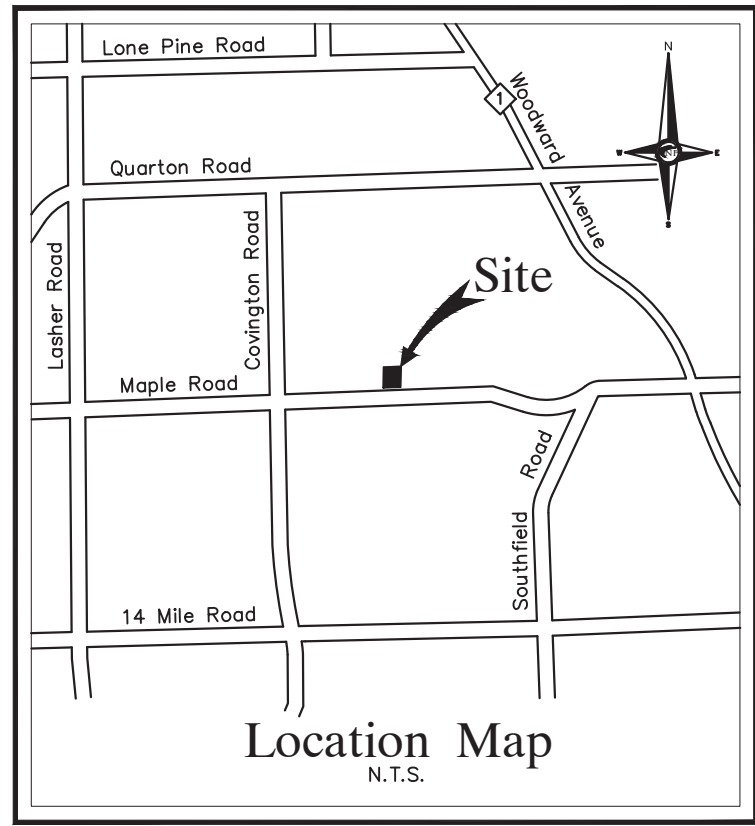 Lone Pine Road
N
1
Woodward
Avenue
W
E
NF
S
Quarton Road
Lasher Road
Covington Road
Site
Maple Road
Southfield
Road
14 Mile Road
Location Map
N.T.S.